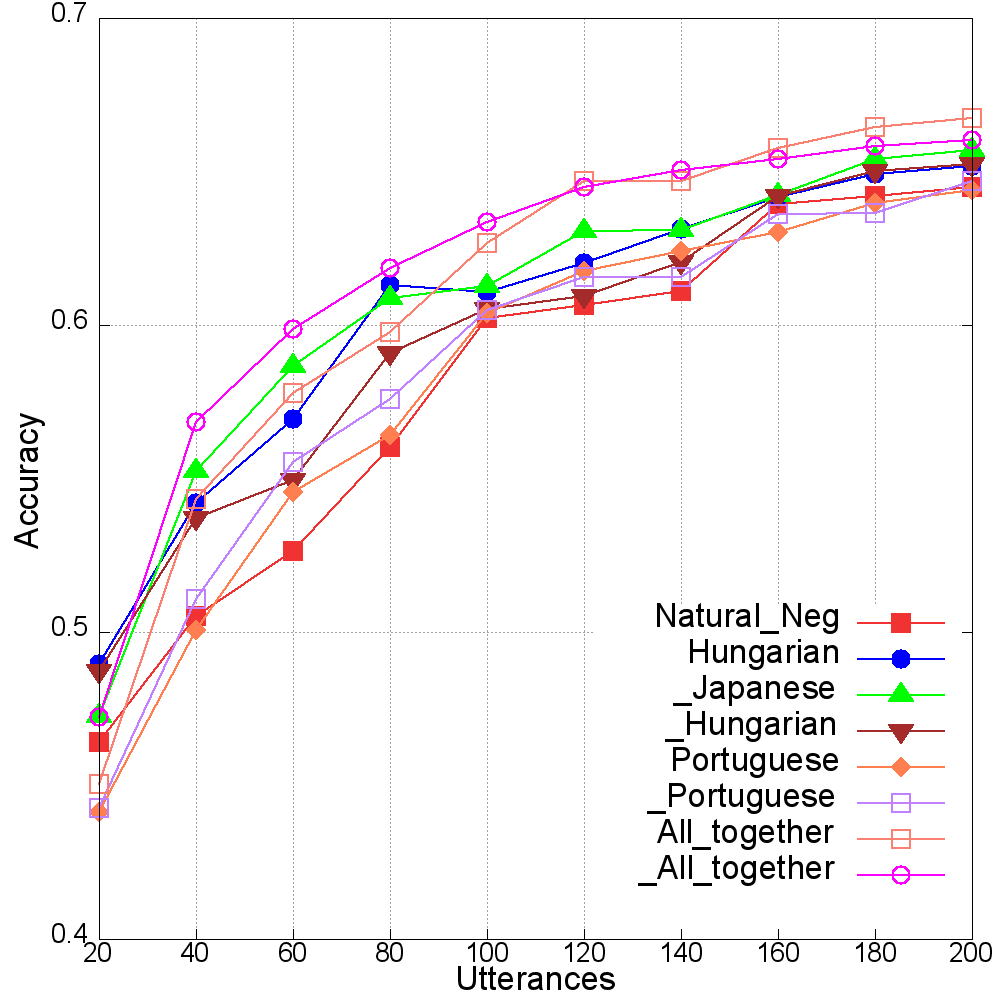 0.7
0.6
0.5
0.4
Accuracy
Natural_Neg
Hungarian
_Japanese
_Hungarian
Portuguese
_Portuguese
All_together
_All_together
20 40 60 80 100 120 140 160 180 200
Utterances